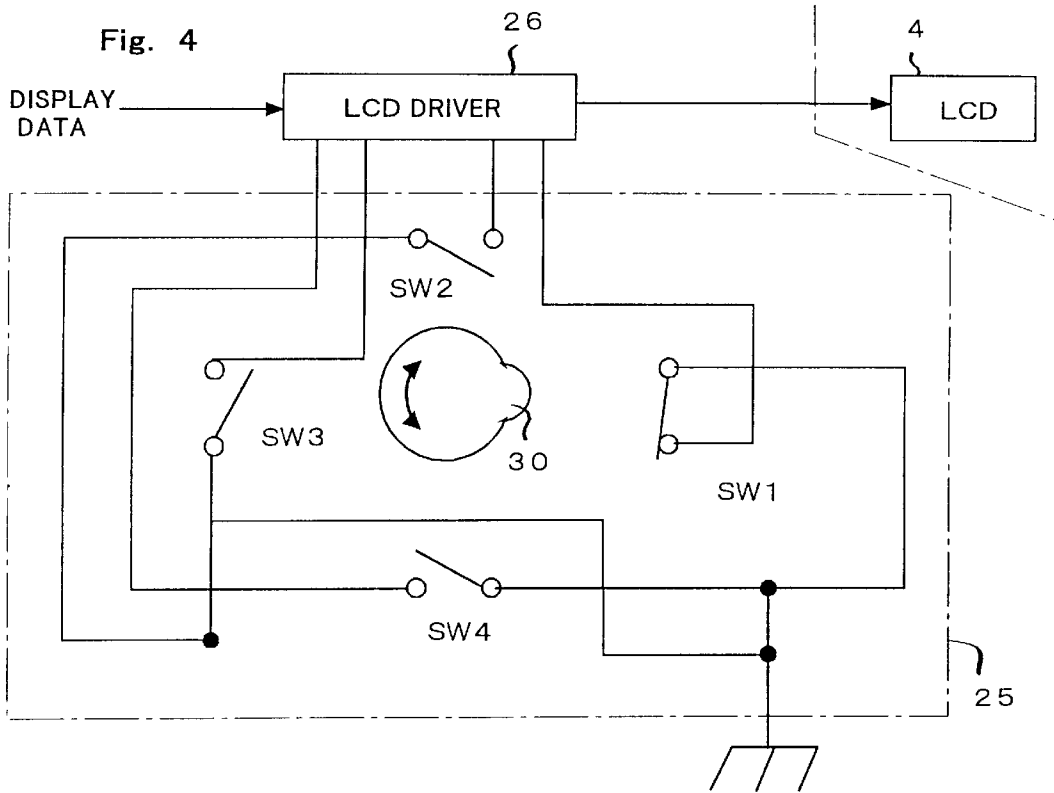 Fig. 4
26
4
DISPLAY
DATA
LCD DRIVER
LCD
SW2
SW3
30
SW1
SW4
25